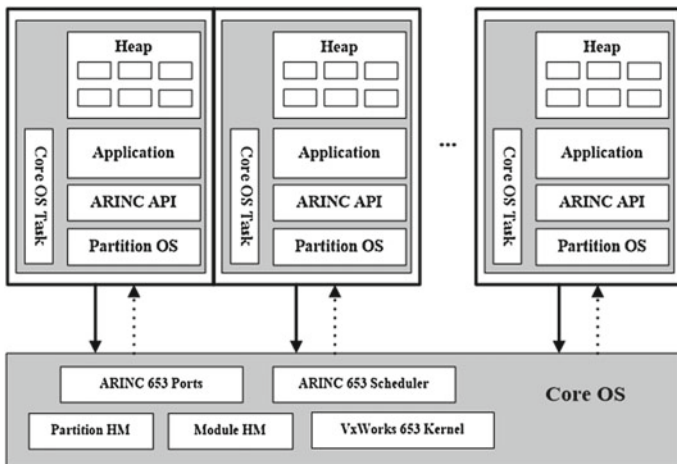 Heap
Core OS Task
Application
ARINC API
Partition OS
Heap
Core OS Task
Application
ARINC API
Partition OS
...
Heap
Core OS Task
Application
ARINC API
Partition OS
ARINC 653 Ports
ARINC 653 Scheduler
Core OS
Partition HM
Module HM
VxWorks 653 Kernel